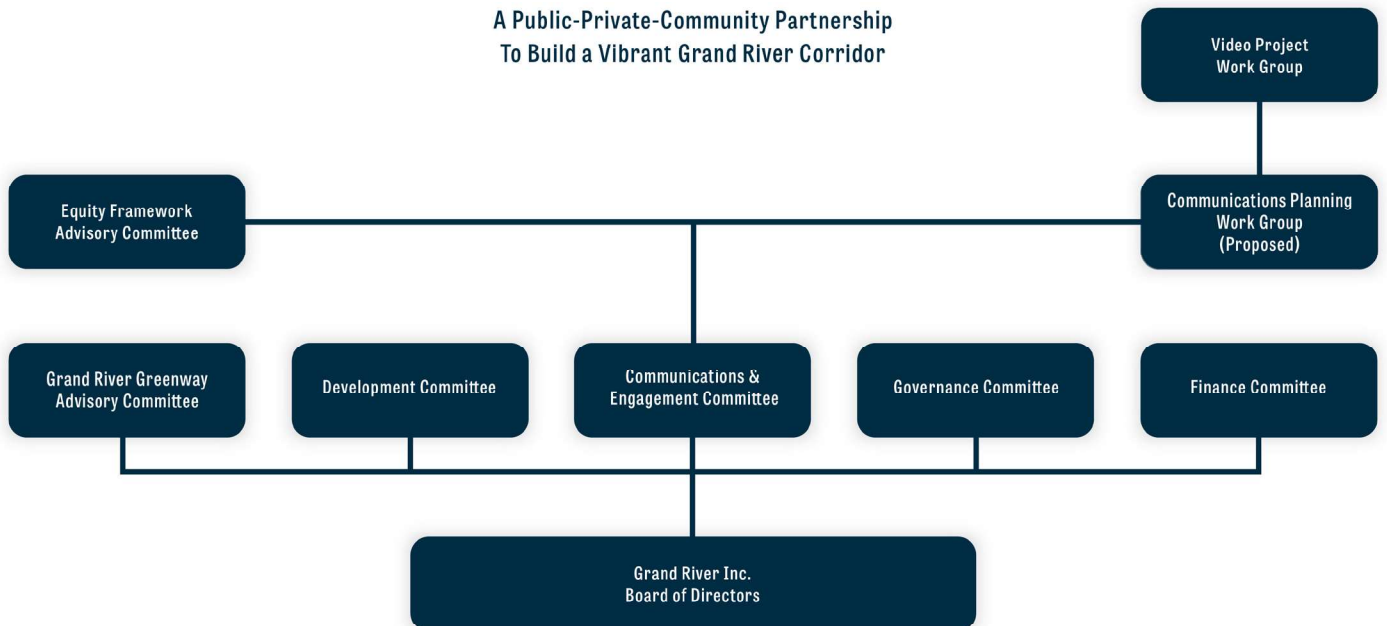 A Public-Private-Community Partnership
To Build a Vibrant Grand River Corridor
Video Project
Work Group
Equity Framework
Advisory Committee
Communications Planning
Work Group
(Proposed)
Grand River Greenway
Advisory Committee
Development Committee
Communications &
Engagement Committee
Governance Committee
Finance Committee
Grand River Inc.
Board of Directors